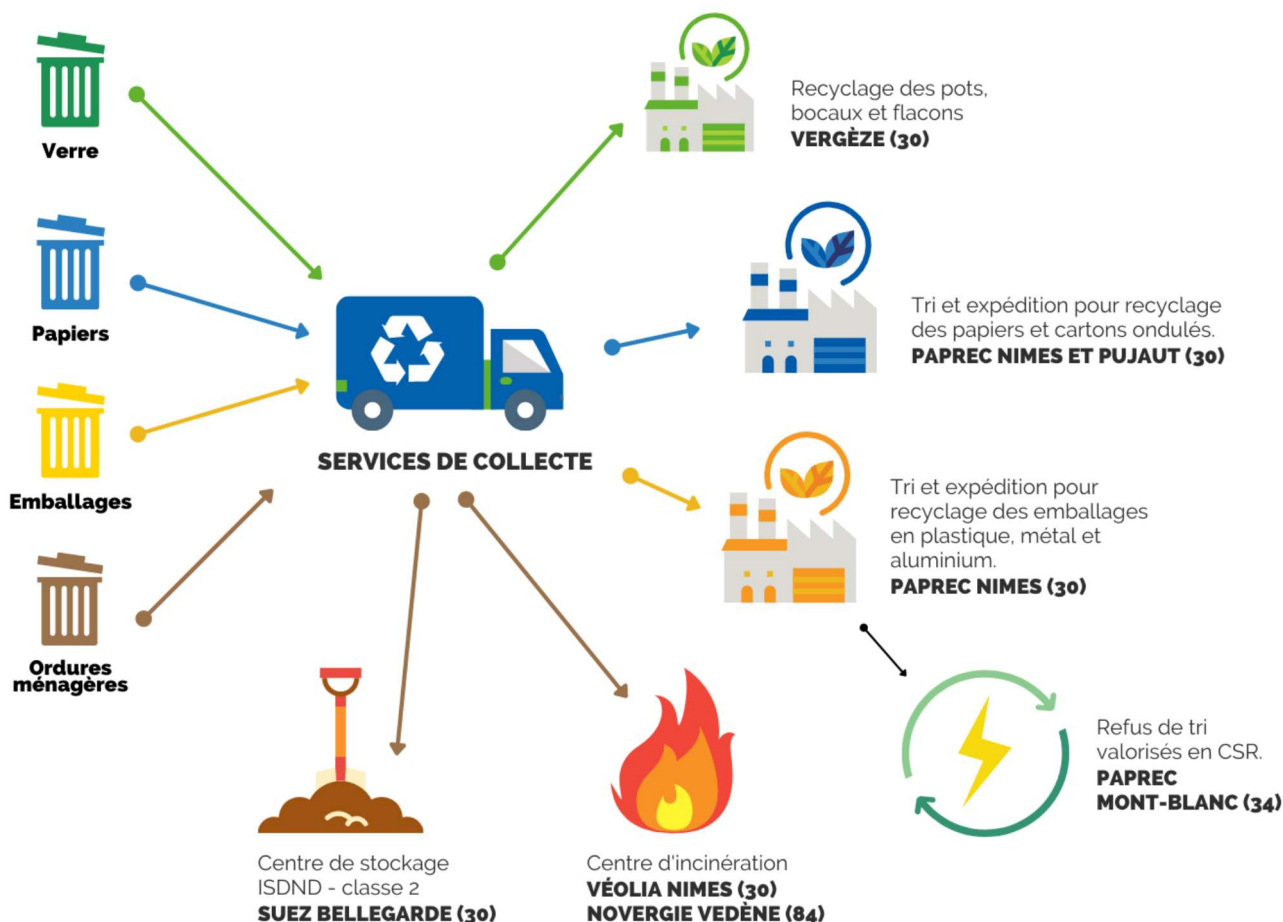 Verre
Papiers
Emballages
Ordures
ménagères
SERVICES DE COLLECTE
Recyclage des pots,
bocaux et flacons
VERGÈZE (30)
Tri et expédition pour recyclage
des papiers et cartons ondulés.
PAPREC NIMES ET PUJAUT (30)
Tri et expédition pour
recyclage des emballages
en plastique, métal et
aluminium.
PAPREC NIMES (30)
Refus de tri
valorisés en CSR.
PAPREC
MONT-BLANC (34)
Centre de stockage
ISDND - classe 2
SUEZ BELLEGARDE (30)
Centre d'incinération
VÉOLIA NIMES (30)
NOVERGIE VEDÈNE (84)